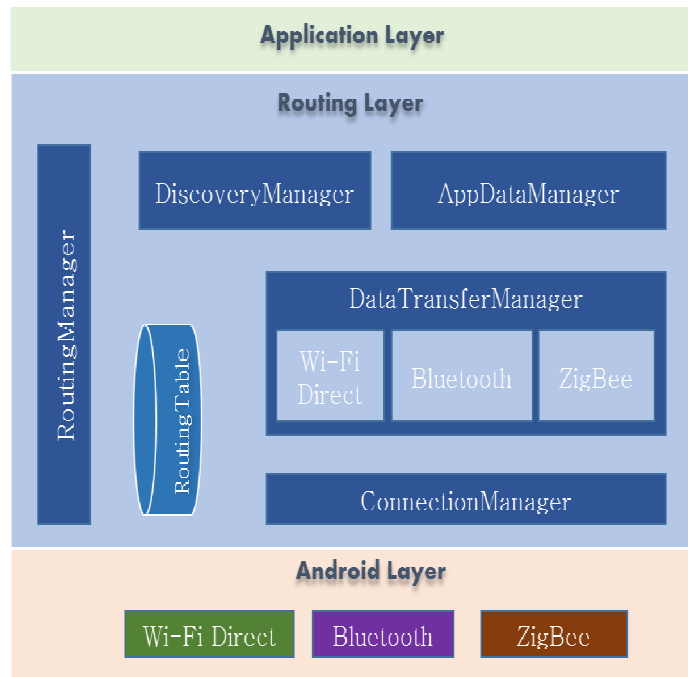 Application Layer
Routing Layer
RoutingManager
DiscoveryManager
AppDataManager
RoutingTable
DataTransferManager
Wi-Fi
Direct
Bluetooth
ZigBee
ConnectionManager
Android Layer
Wi-Fi Direct
Bluetooth
ZigBee